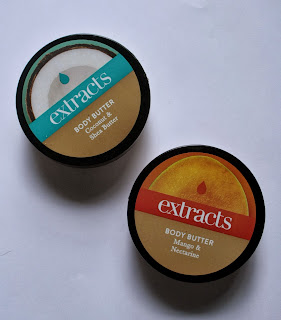 extracts
BODY BUTTER
Coconut &
Shea Butter
extracts
BODY BUTTER
Mango &
Nectarine